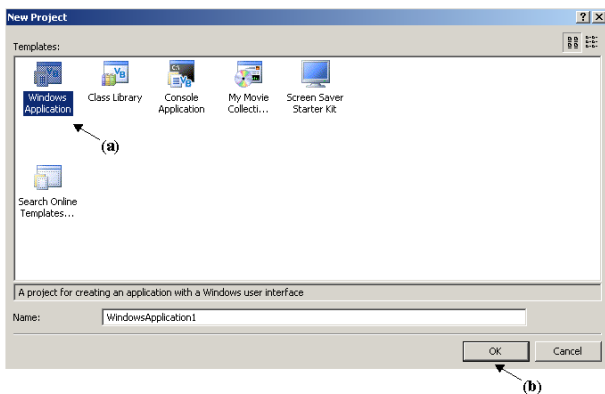 New Project
Templates:
Windows Application
Class Library
Console Application
My Movie Collecti...
Screen Saver Starter Kit
(a)
Search Online Templates...
A project for creating an application with a Windows user interface
Name: WindowsApplication1
OK Cancel
(b)